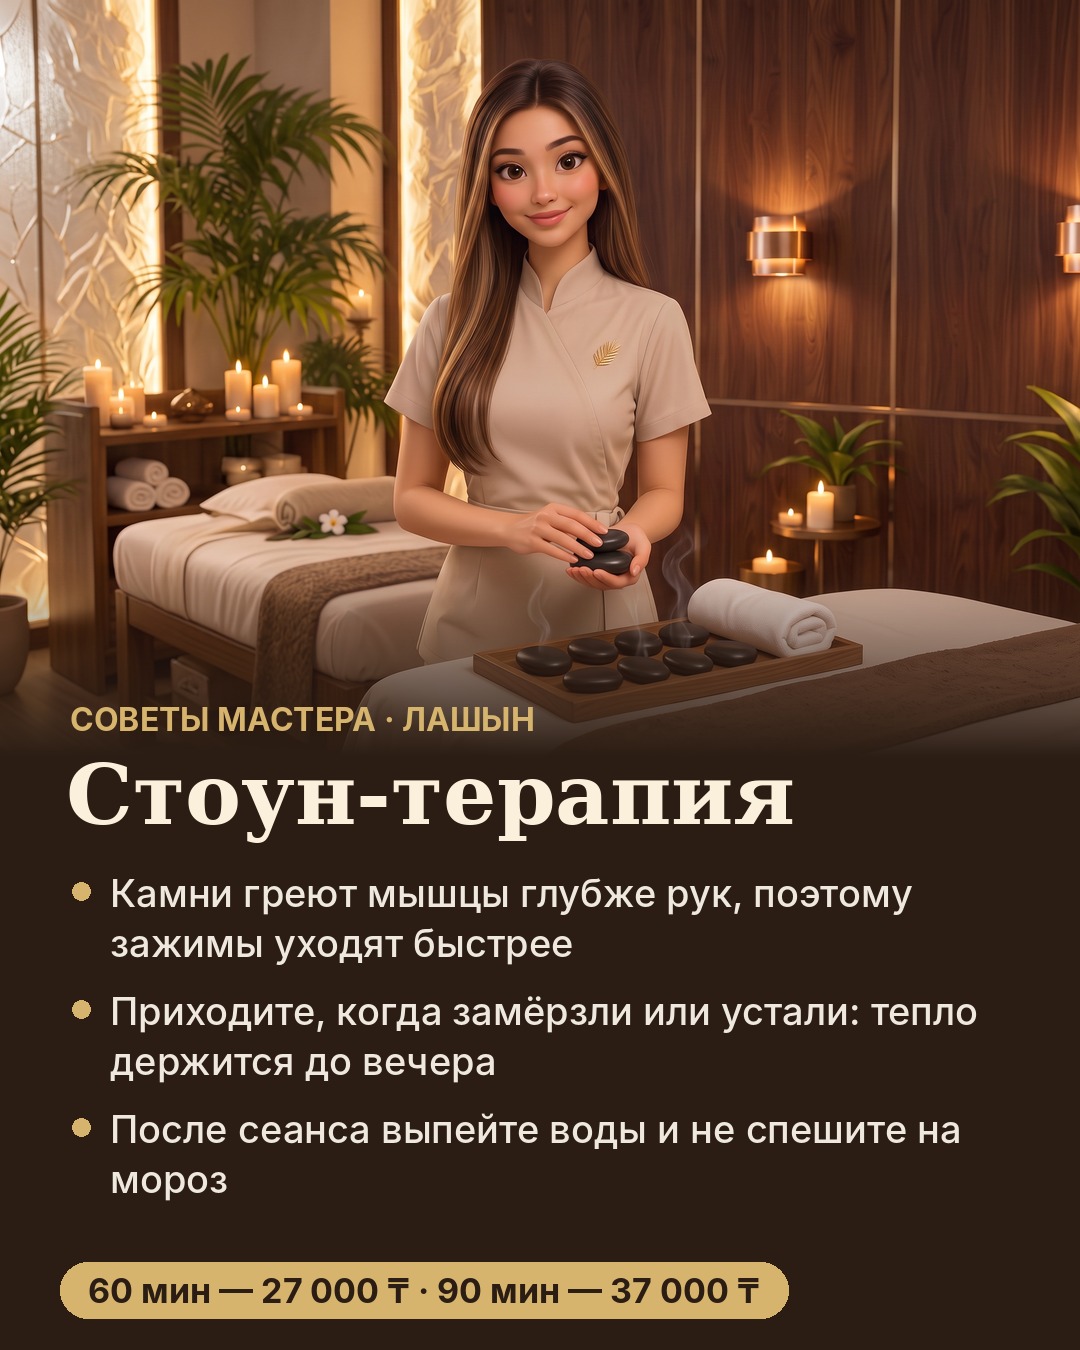 СОВЕТЫ МАСТЕРА · ЛАШЫН
Стоун-терапия
Камни греют мышцы глубже рук, поэтому
зажимы уходят быстрее
Приходите, когда замёрзли или устали: тепло
держится до вечера
После сеанса выпейте воды и не спешите на
мороз
60 мин — 27 000 ₸ · 90 мин — 37 000 ₸